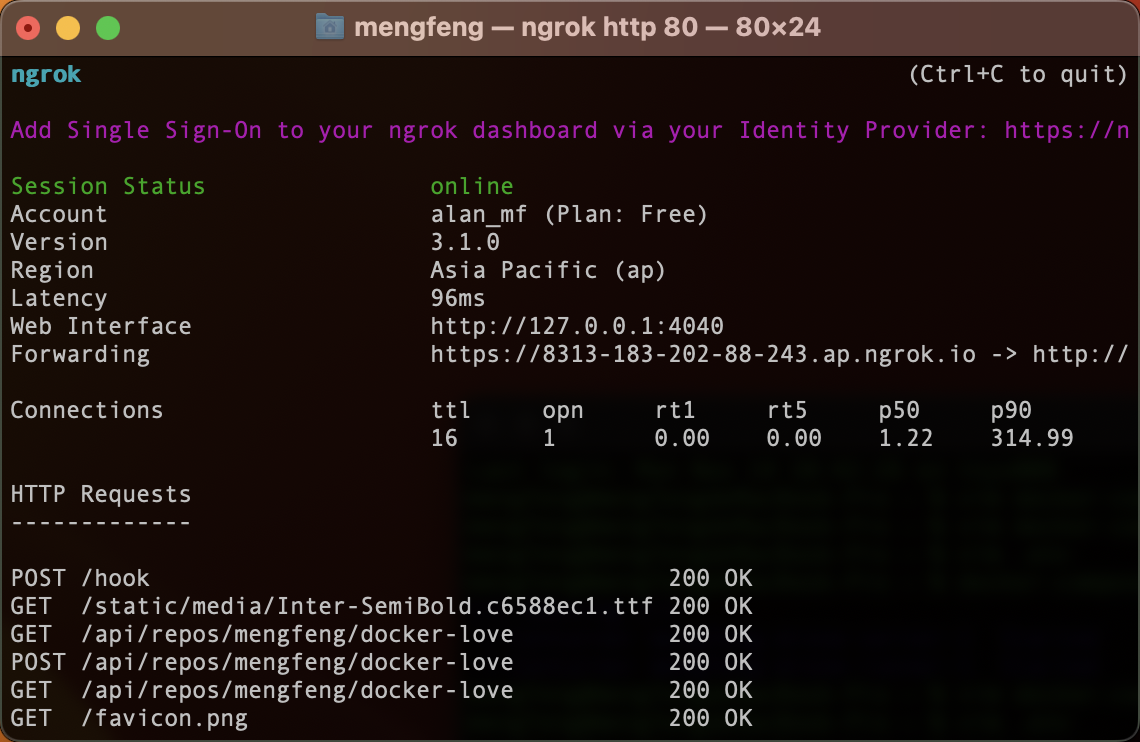 mengfeng — ngrok http 80 — 80×24
ngrok (Ctrl+C to quit)
Add Single Sign-On to your ngrok dashboard via your Identity Provider: https://n
Session Status online
Account alan_mf (Plan: Free)
Version 3.1.0
Region Asia Pacific (ap)
Latency 96ms
Web Interface http://127.0.0.1:4040
Forwarding https://8313-183-202-88-243.ap.ngrok.io -> http://
Connections ttl opn rt1 rt5 p50 p90
16 1 0.00 0.00 1.22 314.99
HTTP Requests
-------------
POST /hook 200 OK
GET /static/media/Inter-SemiBold.c6588ec1.ttf 200 OK
GET /api/repos/mengfeng/docker-love 200 OK
POST /api/repos/mengfeng/docker-love 200 OK
GET /api/repos/mengfeng/docker-love 200 OK
GET /favicon.png 200 OK